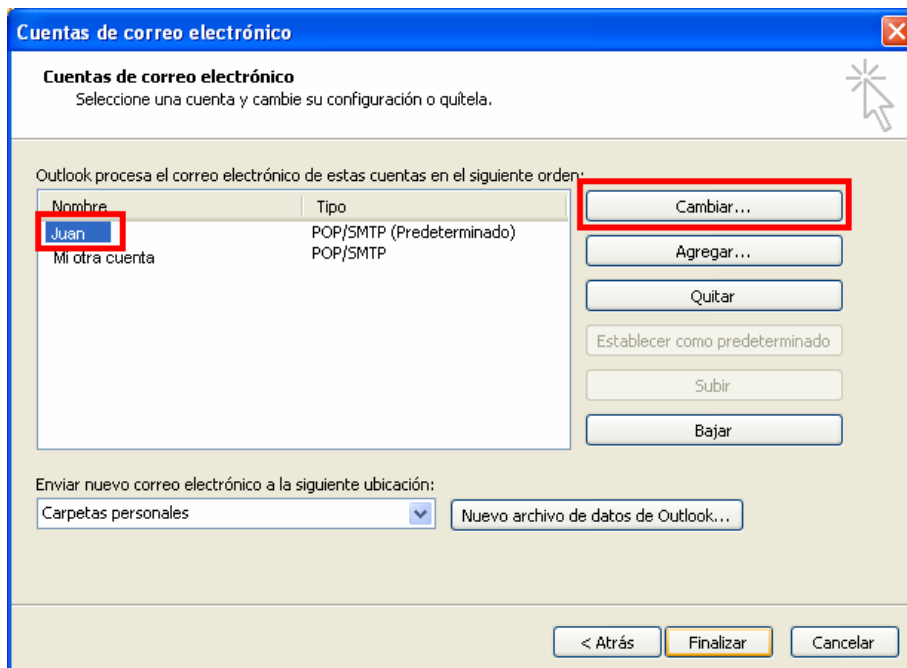 Cuentas de correo electrónico
Cuentas de correo electrónico
Seleccione una cuenta y cambie su configuración o quítela.
Outlook procesa el correo electrónico de estas cuentas en el siguiente orden:
Nombre Tipo
Juan POP/SMTP (Predeterminado)
Mi otra cuenta POP/SMTP
Cambiar...
Agregar...
Quitar
Establecer como predeterminado
Subir
Bajar
Enviar nuevo correo electrónico a la siguiente ubicación:
Carpetas personales
Nuevo archivo de datos de Outlook...
< Atrás Finalizar Cancelar